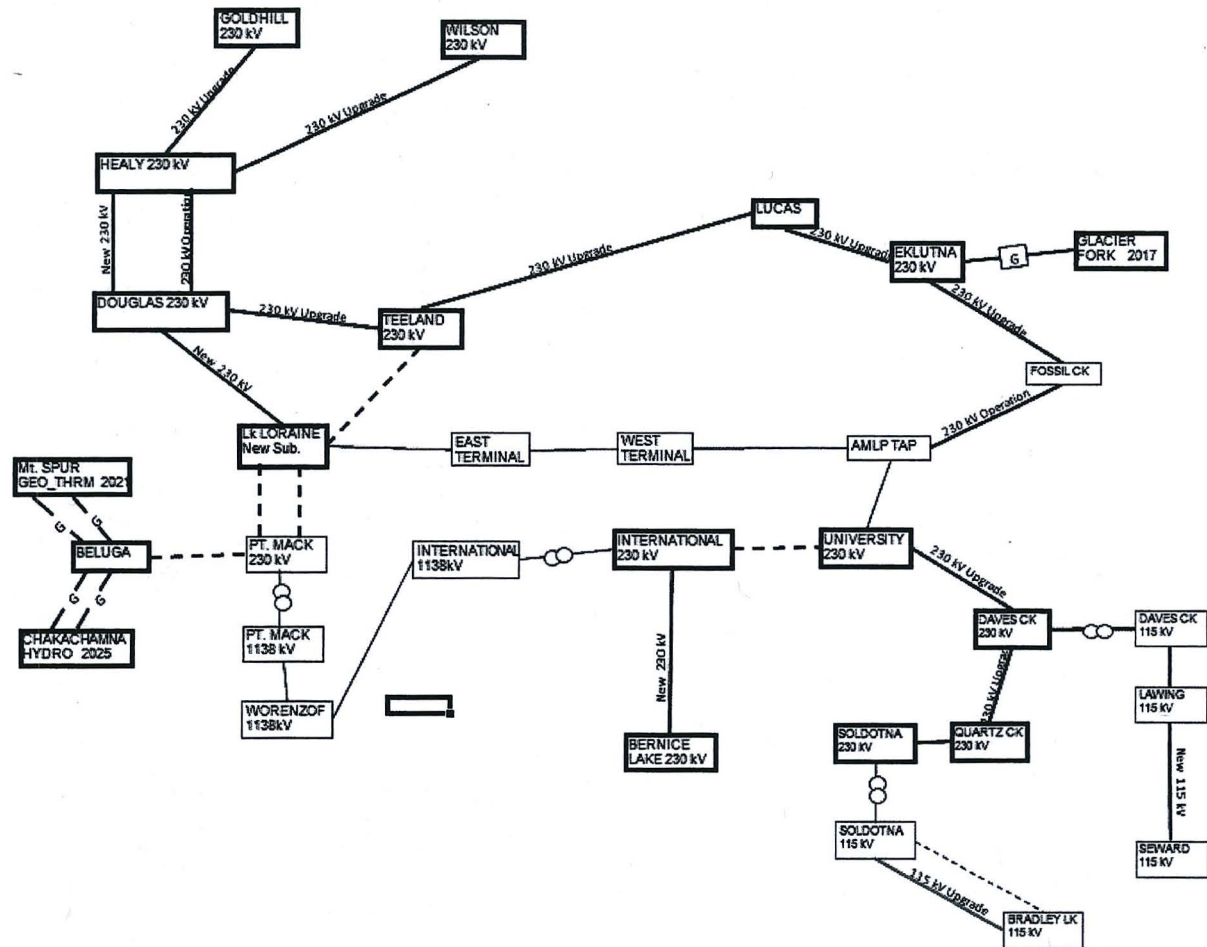 GOLDHILL
230 kV
WILSON
230 kV
230 kV Upgrade
230 kV Upgrade
HEALY 230 kV
New 230 kV
230 kV Operation
LUCAS
230 kV Upgrade
EKLUTNA
230 kV
G
GLACIER
FORK 2017
230 kV Upgrade
DOUGLAS 230 kV
230 kV Upgrade
TEELAND
230 kV
230 kV Upgrade
New 230 kV
FOSSIL CK
230 kV Operation
Lk LORAINE
New Sub.
EAST
TERMINAL
WEST
TERMINAL
AMLP TAP
Mt. SPUR
GEO_THRM 2021
G
G
BELUGA
PT. MACK
230 kV
INTERNATIONAL
1138kV
INTERNATIONAL
230 kV
UNIVERSITY
230 kV
230 kV Upgrade
G
G
CHAKACHAMNA
HYDRO 2025
PT. MACK
1138 kV
New 230 kV
DAVES CK
230 kV
DAVES CK
115 kV
230 kV Upgrade
LAWING
115 kV
WORENZOF
1138kV
BERNICE
LAKE 230 kV
SOLDOTNA
230 kV
QUARTZ CK
230 kV
New 115 kV
SOLDOTNA
115 kV
SEWARD
115 kV
115 kV Upgrade
BRADLEY LK
115 kV